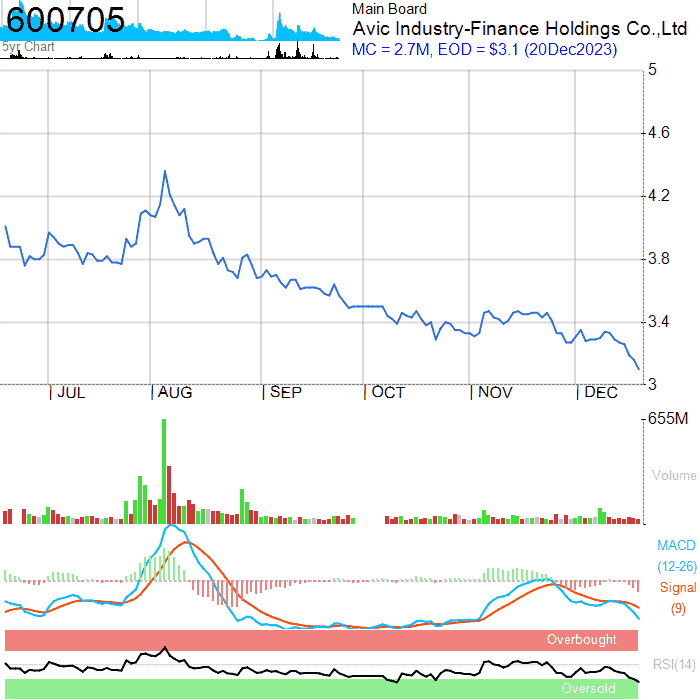 600705
5yr Chart
Main Board
Avic Industry-Finance Holdings Co.,Ltd
MC = 2.7M, EOD = $3.1 (20Dec2023)
5
4.6
4.2
3.8
3.4
3
JUL
AUG
SEP
OCT
NOV
DEC
655M
Volume
MACD
(12-26)
Signal
(9)
Overbought
RSI(14)
Oversold